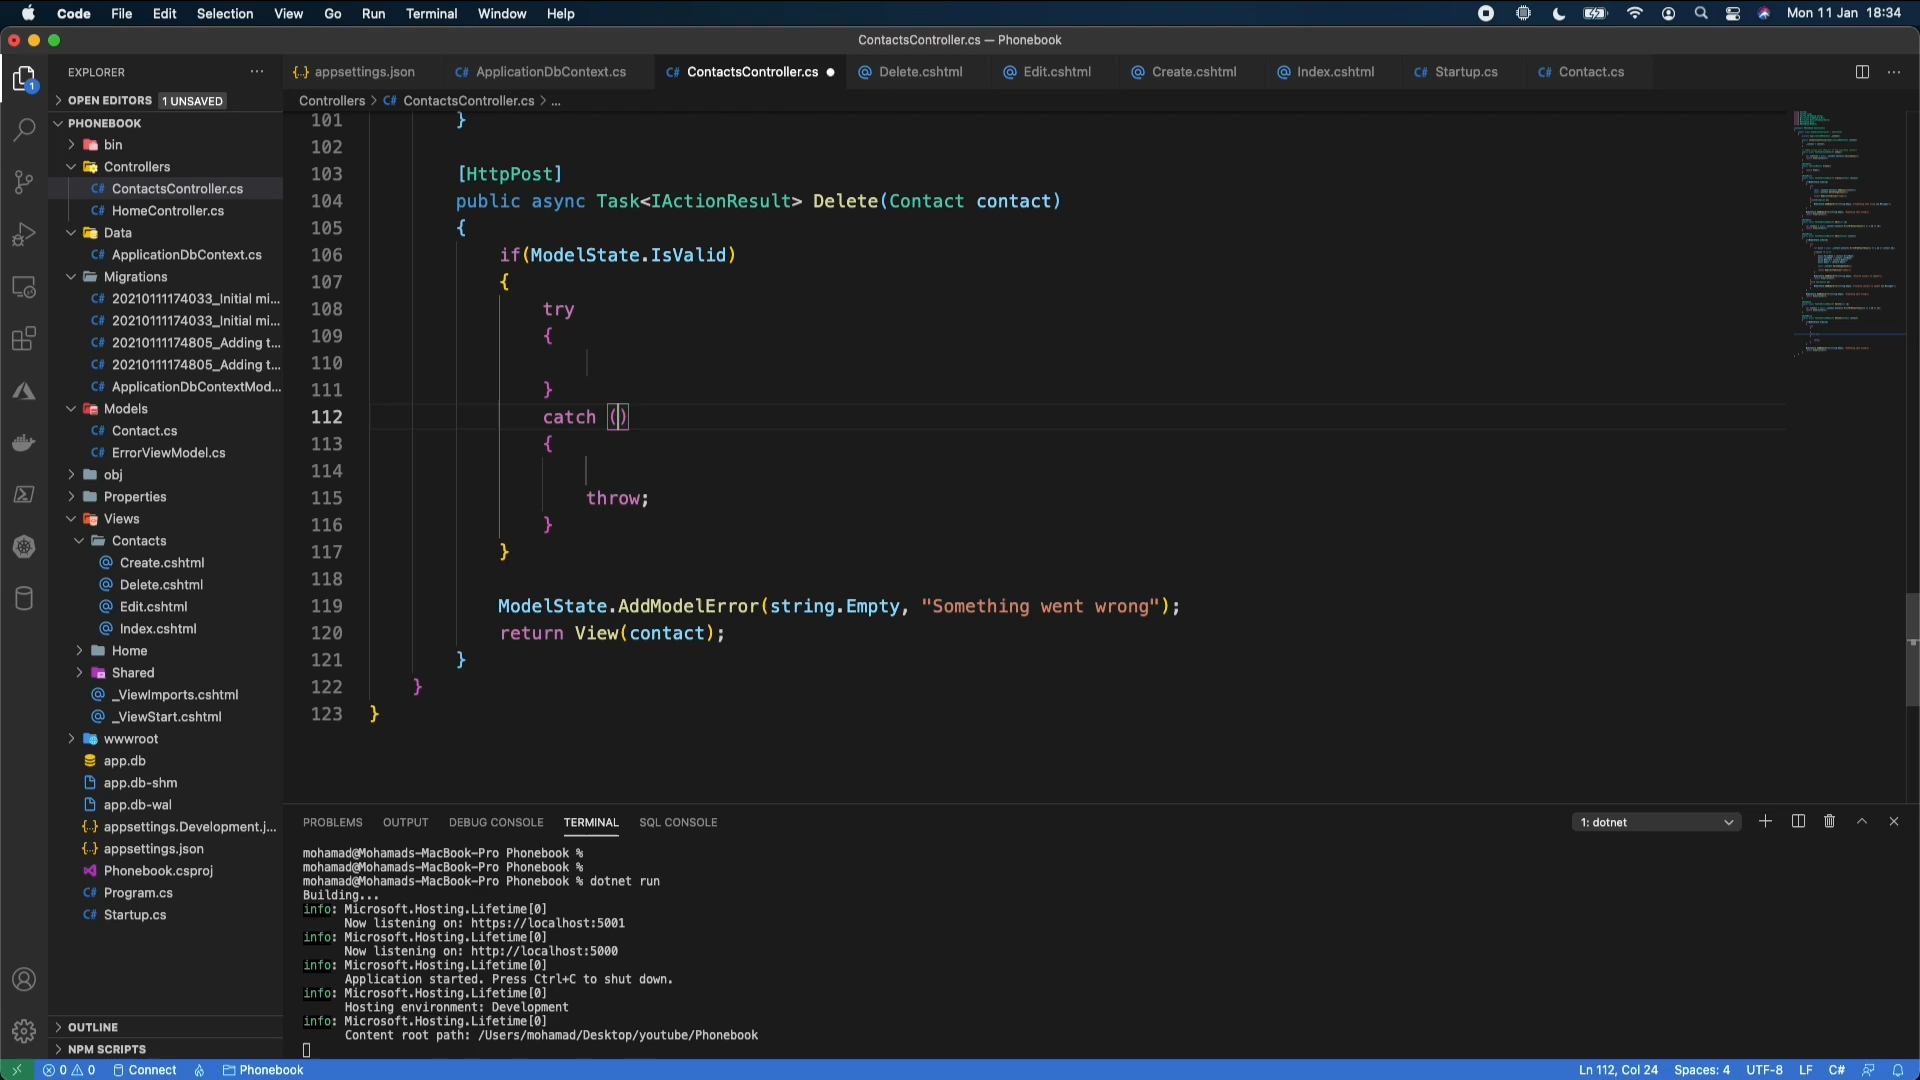 Code File Edit Selection View Go Run Terminal Window Help Mon 11 Jan 18:34
ContactsController.cs — Phonebook
EXPLORER ...
appsettings.json ApplicationDbContext.cs ContactsController.cs Delete.cshtml Edit.cshtml Create.cshtml Index.cshtml Startup.cs Contact.cs
OPEN EDITORS 1 UNSAVED
Controllers > ContactsController.cs > ...
PHONEBOOK
bin
Controllers
ContactsController.cs
HomeController.cs
Data
ApplicationDbContext.cs
Migrations
20210111174033_Initial mi...
20210111174033_Initial mi...
20210111174805_Adding t...
20210111174805_Adding t...
ApplicationDbContextMod...
Models
Contact.cs
ErrorViewModel.cs
obj
Properties
Views
Contacts
Create.cshtml
Delete.cshtml
Edit.cshtml
Index.cshtml
Home
Shared
_ViewImports.cshtml
_ViewStart.cshtml
wwwroot
app.db
app.db-shm
app.db-wal
appsettings.Development.j...
appsettings.json
Phonebook.csproj
Program.cs
Startup.cs
OUTLINE
NPM SCRIPTS
101 }
102
103 [HttpPost]
104 public async Task<IActionResult> Delete(Contact contact)
105 {
106 if(ModelState.IsValid)
107 {
108 try
109 {
110
111 }
112 catch ()
113 {
114
115 throw;
116 }
117 }
118
119 ModelState.AddModelError(string.Empty, "Something went wrong");
120 return View(contact);
121 }
122 }
123 }
PROBLEMS OUTPUT DEBUG CONSOLE TERMINAL SQL CONSOLE 1: dotnet
mohamad@Mohamads-MacBook-Pro Phonebook %
mohamad@Mohamads-MacBook-Pro Phonebook %
mohamad@Mohamads-MacBook-Pro Phonebook % dotnet run
Building...
info: Microsoft.Hosting.Lifetime[0]
Now listening on: https://localhost:5001
info: Microsoft.Hosting.Lifetime[0]
Now listening on: http://localhost:5000
info: Microsoft.Hosting.Lifetime[0]
Application started. Press Ctrl+C to shut down.
info: Microsoft.Hosting.Lifetime[0]
Hosting environment: Development
info: Microsoft.Hosting.Lifetime[0]
Content root path: /Users/mohamad/Desktop/youtube/Phonebook
0 0 Connect Phonebook Ln 112, Col 24 Spaces: 4 UTF-8 LF C#